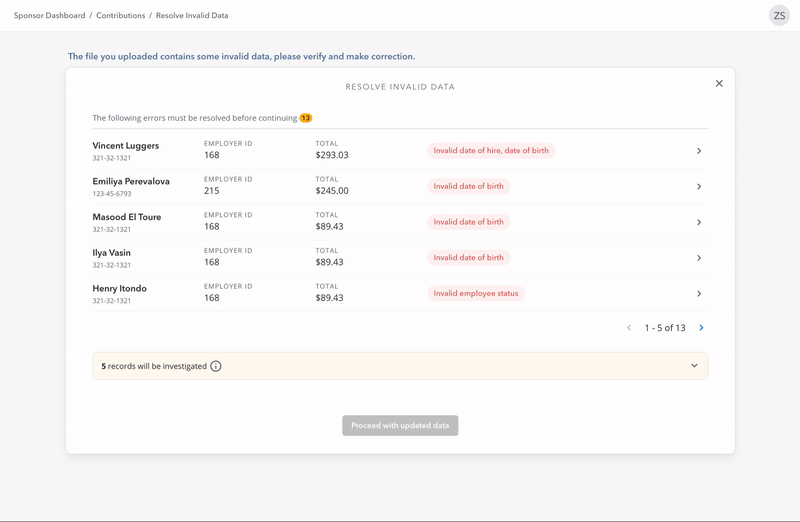 Sponsor Dashboard / Contributions / Resolve Invalid Data
ZS
The file you uploaded contains some invalid data, please verify and make correction.
RESOLVE INVALID DATA
The following errors must be resolved before continuing 13
Vincent Luggers EMPLOYER ID TOTAL Invalid date of hire, date of birth
321-32-1321 168 $293.03
Emiliya Perevalova EMPLOYER ID TOTAL Invalid date of birth
123-45-6793 215 $245.00
Masood El Toure EMPLOYER ID TOTAL Invalid date of birth
321-32-1321 168 $89.43
Ilya Vasin EMPLOYER ID TOTAL Invalid date of birth
321-32-1321 168 $89.43
Henry Itondo EMPLOYER ID TOTAL Invalid employee status
321-32-1321 168 $89.43
1 - 5 of 13
5 records will be investigated
Proceed with updated data